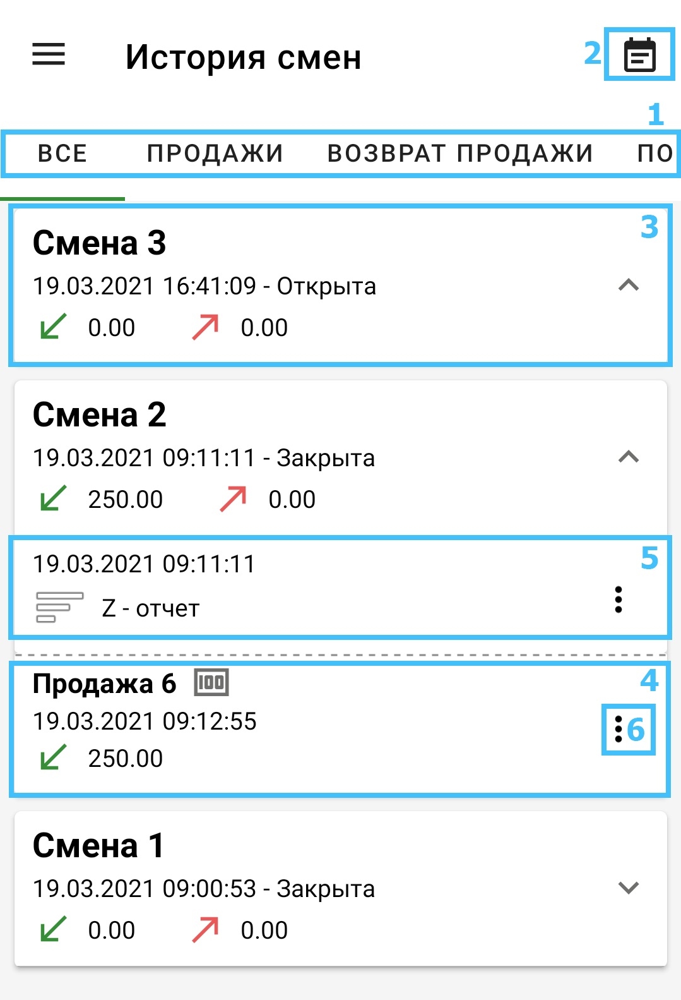 История смен
2
1
ВСЕ ПРОДАЖИ ВОЗВРАТ ПРОДАЖИ ПО
Смена 3
3
19.03.2021 16:41:09 - Открыта
0.00 0.00
Смена 2
19.03.2021 09:11:11 - Закрыта
250.00 0.00
19.03.2021 09:11:11
5
Z - отчет
Продажа 6 100
4
19.03.2021 09:12:55
6
250.00
Смена 1
19.03.2021 09:00:53 - Закрыта
0.00 0.00